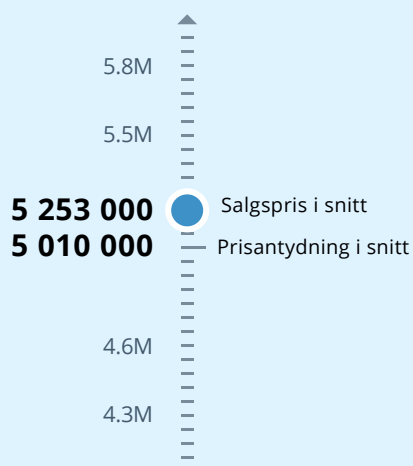 5.8M
5.5M
5 253 000 Salgspris i snitt
5 010 000 Prisantydning i snitt
4.6M
4.3M